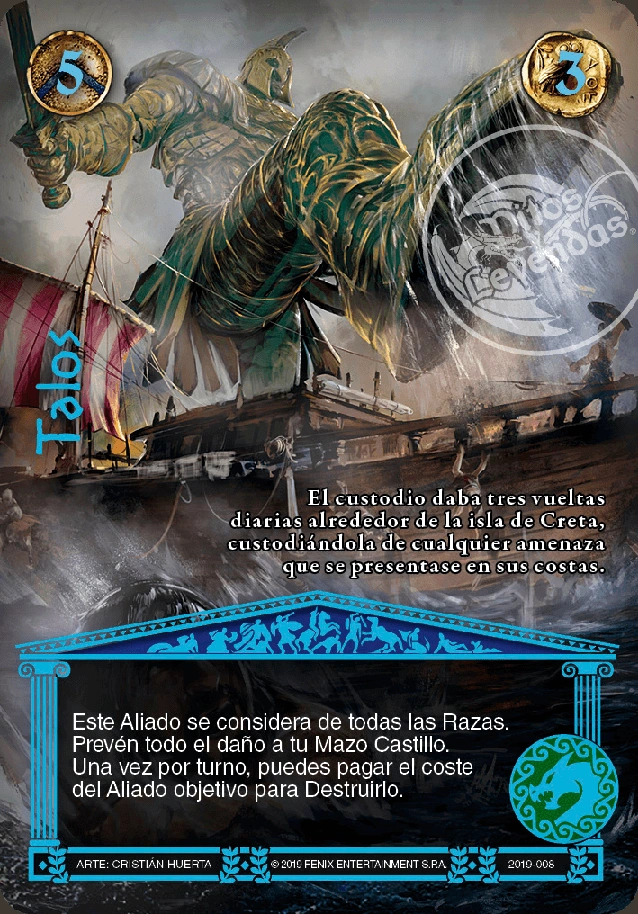 5
3
Mitos
Leyendas
Talos
El custodio daba tres vueltas
diarias alrededor de la isla de Creta,
custodiándola de cualquier amenaza
que se presentase en sus costas.
Este Aliado se considera de todas las Razas.
Prevén todo el daño a tu Mazo Castillo.
Una vez por turno, puedes pagar el coste
del Aliado objetivo para Destruirlo.
ARTE: CRISTIÁN HUERTA
© 2019 FENIX ENTERTAINMENT S.P.A.
2019-008